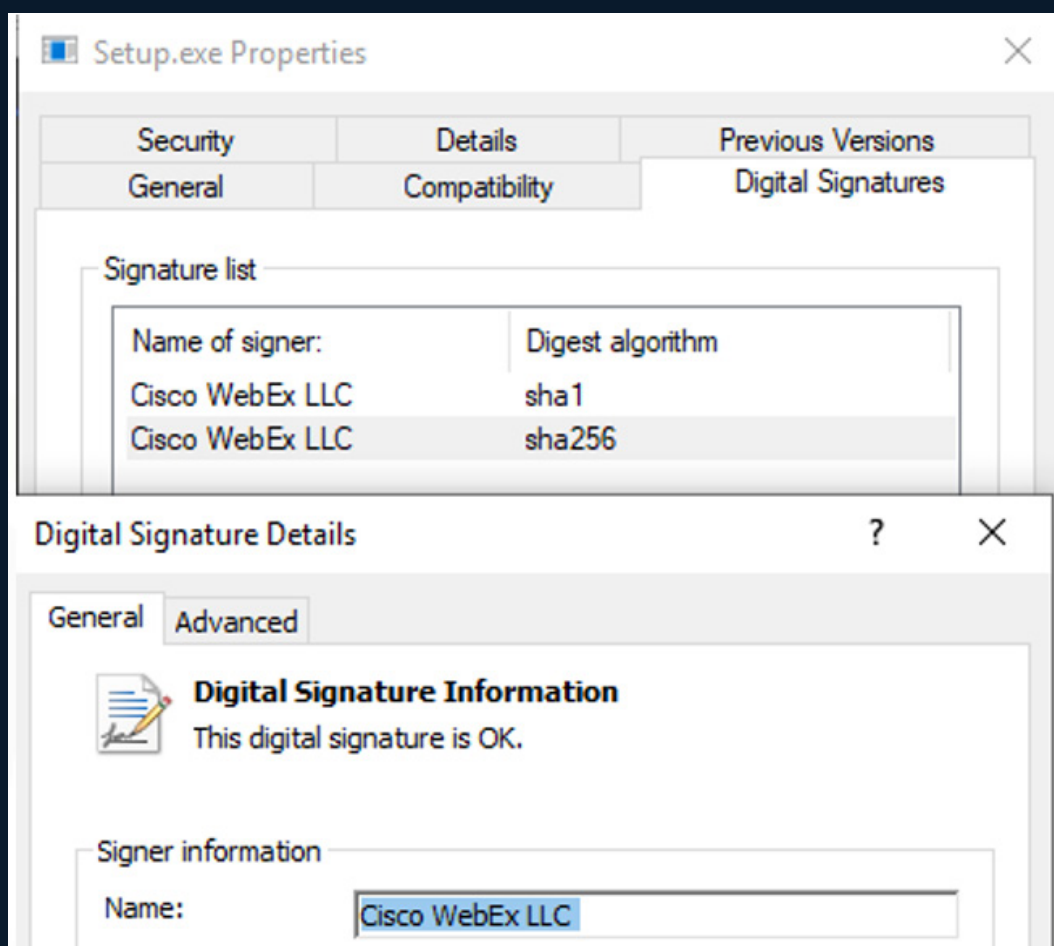 Setup.exe Properties
Security Details Previous Versions
General Compatibility Digital Signatures
Signature list
Name of signer: Digest algorithm
Cisco WebEx LLC sha1
Cisco WebEx LLC sha256
Digital Signature Details ?
General Advanced
Digital Signature Information
This digital signature is OK.
Signer information
Name: Cisco WebEx LLC